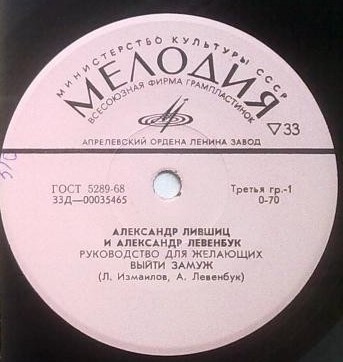 МИНИСТЕРСТВО КУЛЬТУРЫ СССР
МЕЛОДИЯ
ВСЕСОЮЗНАЯ ФИРМА ГРАМПЛАСТИНОК
▽33
АПРЕЛЕВСКИЙ ОРДЕНА ЛЕНИНА ЗАВОД
ГОСТ 5289-68
33Д—00035465
Третья гр.-1
0-70
АЛЕКСАНДР ЛИВШИЦ
И АЛЕКСАНДР ЛЕВЕНБУК
РУКОВОДСТВО ДЛЯ ЖЕЛАЮЩИХ
ВЫЙТИ ЗАМУЖ
(Л. Измаилов, А. Левенбук)